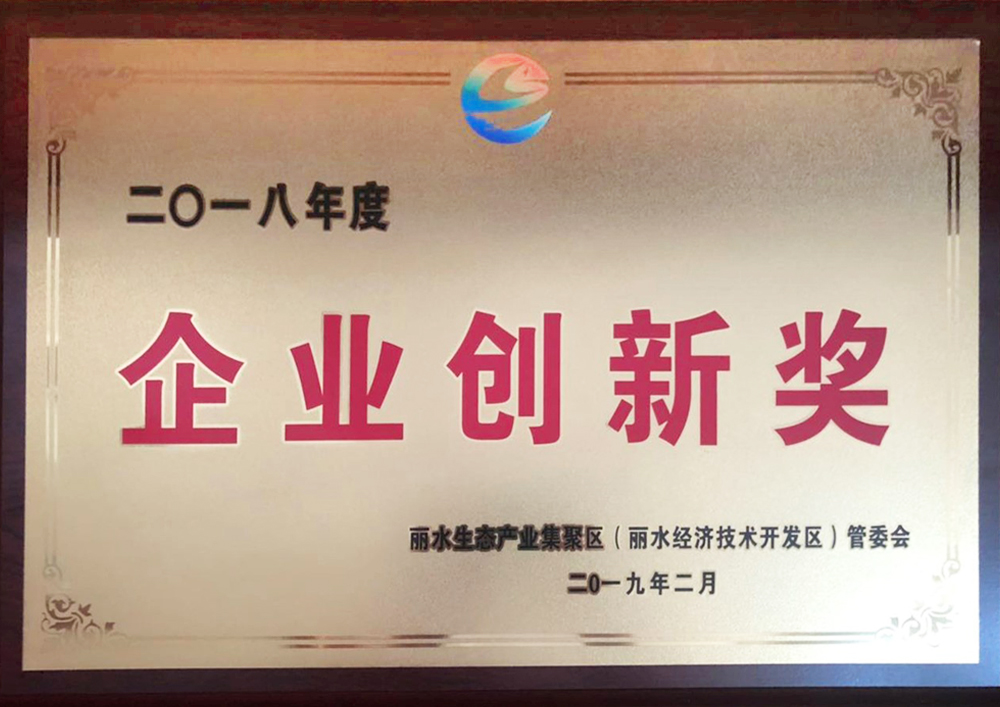 二〇一八年度
企业创新奖
丽水生态产业集聚区（丽水经济技术开发区）管委会
二0一九年二月